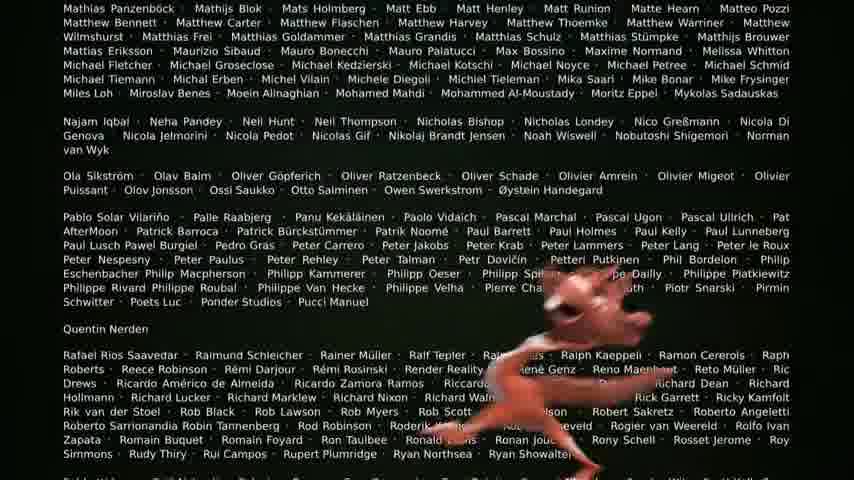 Mathias Panzenböck · Mathijs Blok · Mats Holmberg · Matt Ebb · Matt Henley · Matt Runion · Matte Hearn · Matteo Pozzi
Matthew Bennett · Matthew Carter · Matthew Flaschen · Matthew Harvey · Matthew Thoemke · Matthew Warriner · Matthew
Wilmshurst · Matthias Frei · Matthias Goldammer · Matthias Grandis · Matthias Schulz · Matthias Stümpke · Matthijs Brouwer
Mattias Eriksson · Maurizio Sibaud · Mauro Bonecchi · Mauro Palatucci · Max Bossino · Maxime Normand · Melissa Whitton
Michael Fletcher · Michael Groseclose · Michael Kedzierski · Michael Kotschi · Michael Noyce · Michael Petree · Michael Schmid
Michael Tiemann · Michal Erben · Michel Vilain · Michele Diegoli · Michiel Tieleman · Mika Saari · Mike Bonar · Mike Frysinger
Miles Loh · Miroslav Benes · Moein Allnaghian · Mohamed Mahdi · Mohammed Al-Moustady · Moritz Eppel · Mykolas Sadauskas
Najam Iqbal · Neha Pandey · Neil Hunt · Neil Thompson · Nicholas Bishop · Nicholas Londey · Nico Greßmann · Nicola Di
Genova · Nicola Jelmorini · Nicola Pedot · Nicolas Gif · Nikolaj Brandt Jensen · Noah Wiswell · Nobutoshi Shigemori · Norman
van Wyk
Ola Sikström · Olav Balm · Oliver Göpferich · Oliver Ratzenbeck · Oliver Schade · Olivier Amrein · Olivier Migeot · Olivier
Puissant · Olov Jonsson · Ossi Saukko · Otto Salminen · Owen Swerkstrom · Øystein Handegard
Pablo Solar Vilariño · Palle Raabjerg · Panu Kekäläinen · Paolo Vidaich · Pascal Marchal · Pascal Ugon · Pascal Ullrich · Pat
AfterMoon · Patrick Barroca · Patrick Bürckstümmer · Patrik Noomé · Paul Barrett · Paul Holmes · Paul Kelly · Paul Lunneberg
Paul Lusch Pawel Burgiel · Pedro Gras · Peter Carrero · Peter Jakobs · Peter Krab · Peter Lammers · Peter Lang · Peter le Roux
Peter Nespesny · Peter Paulus · Peter Rehley · Peter Talman · Petr Dovičín · Petteri Putkinen · Phil Bordelon · Philip
Eschenbacher Philip Macpherson · Philipp Kammerer · Philipp Oeser · Philipp Dailly · Philippe Piatkiewitz
Philippe Rivard Philippe Roubal · Philippe Van Hecke · Philippe Velha · Pierre · Piotr Snarski · Pirmin
Schwitter · Poets Luc · Ponder Studios · Pucci Manuel
Quentin Nerden
Rafael Rios Saavedar · Raimund Schleicher · Rainer Müller · Ralf Tepfer · Ralph Kaeppeli · Ramon Cererols · Raph
Roberts · Reece Robinson · Rémi Darjour · Rémi Rosinski · Render Reality · René Genz · Reno Maenhout · Reto Müller · Ric
Drews · Ricardo Américo de Almeida · Ricardo Zamora Ramos · Richard Dean · Richard
Hollmann · Richard Lucker · Richard Marklew · Richard Nixon · Richard · Rick Garrett · Ricky Kamfolt
Rik van der Stoel · Rob Black · Rob Lawson · Rob Myers · Rob Scott · Robert Sakretz · Roberto Angeletti
Roberto Sarrionandia Robin Tannenberg · Rod Robinson · Rogier van Weereld · Rolfo Ivan
Zapata · Romain Buquet · Romain Foyard · Ron Taulbee · Ronald · Ronan · Rony Schell · Rosset Jerome · Roy
Simmons · Rudy Thiry · Rui Campos · Rupert Plumridge · Ryan Northsea · Ryan Showalter